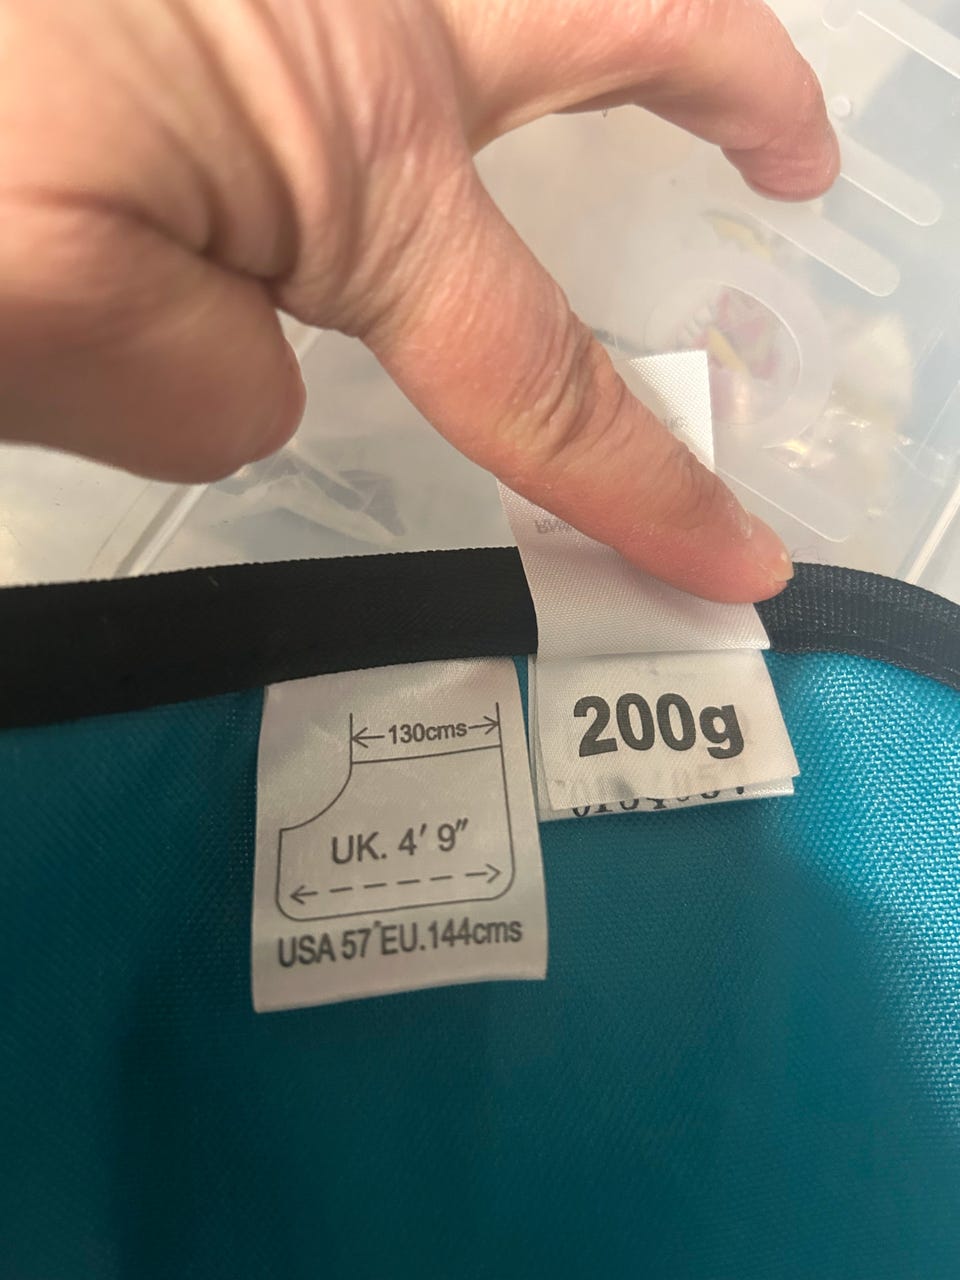 130cms
UK. 4' 9"
USA 57" EU.144cms
200g